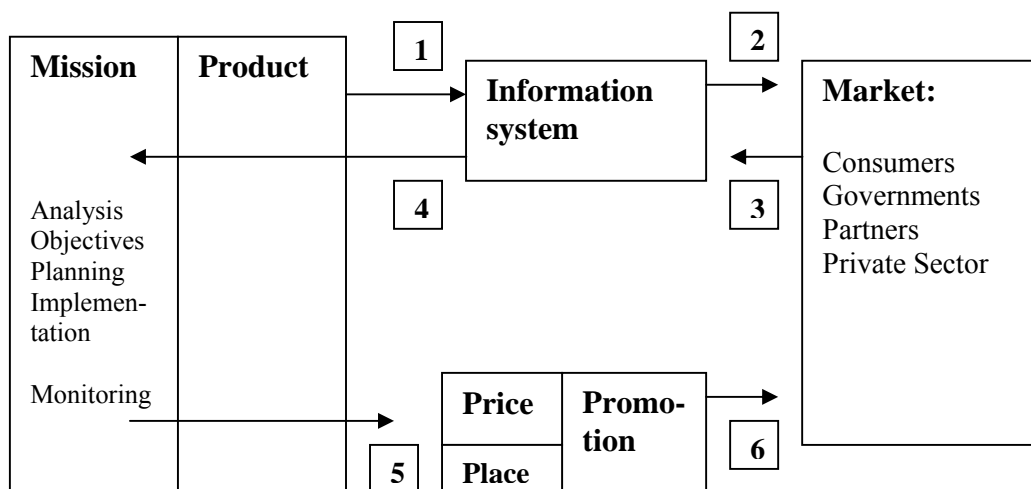 Mission
Product
1
Information
system
2
Market:
Consumers
Governments
Partners
Private Sector
3
4
Analysis
Objectives
Planning
Implemen-
tation
Monitoring
5
Price
Place
Promo-
tion
6